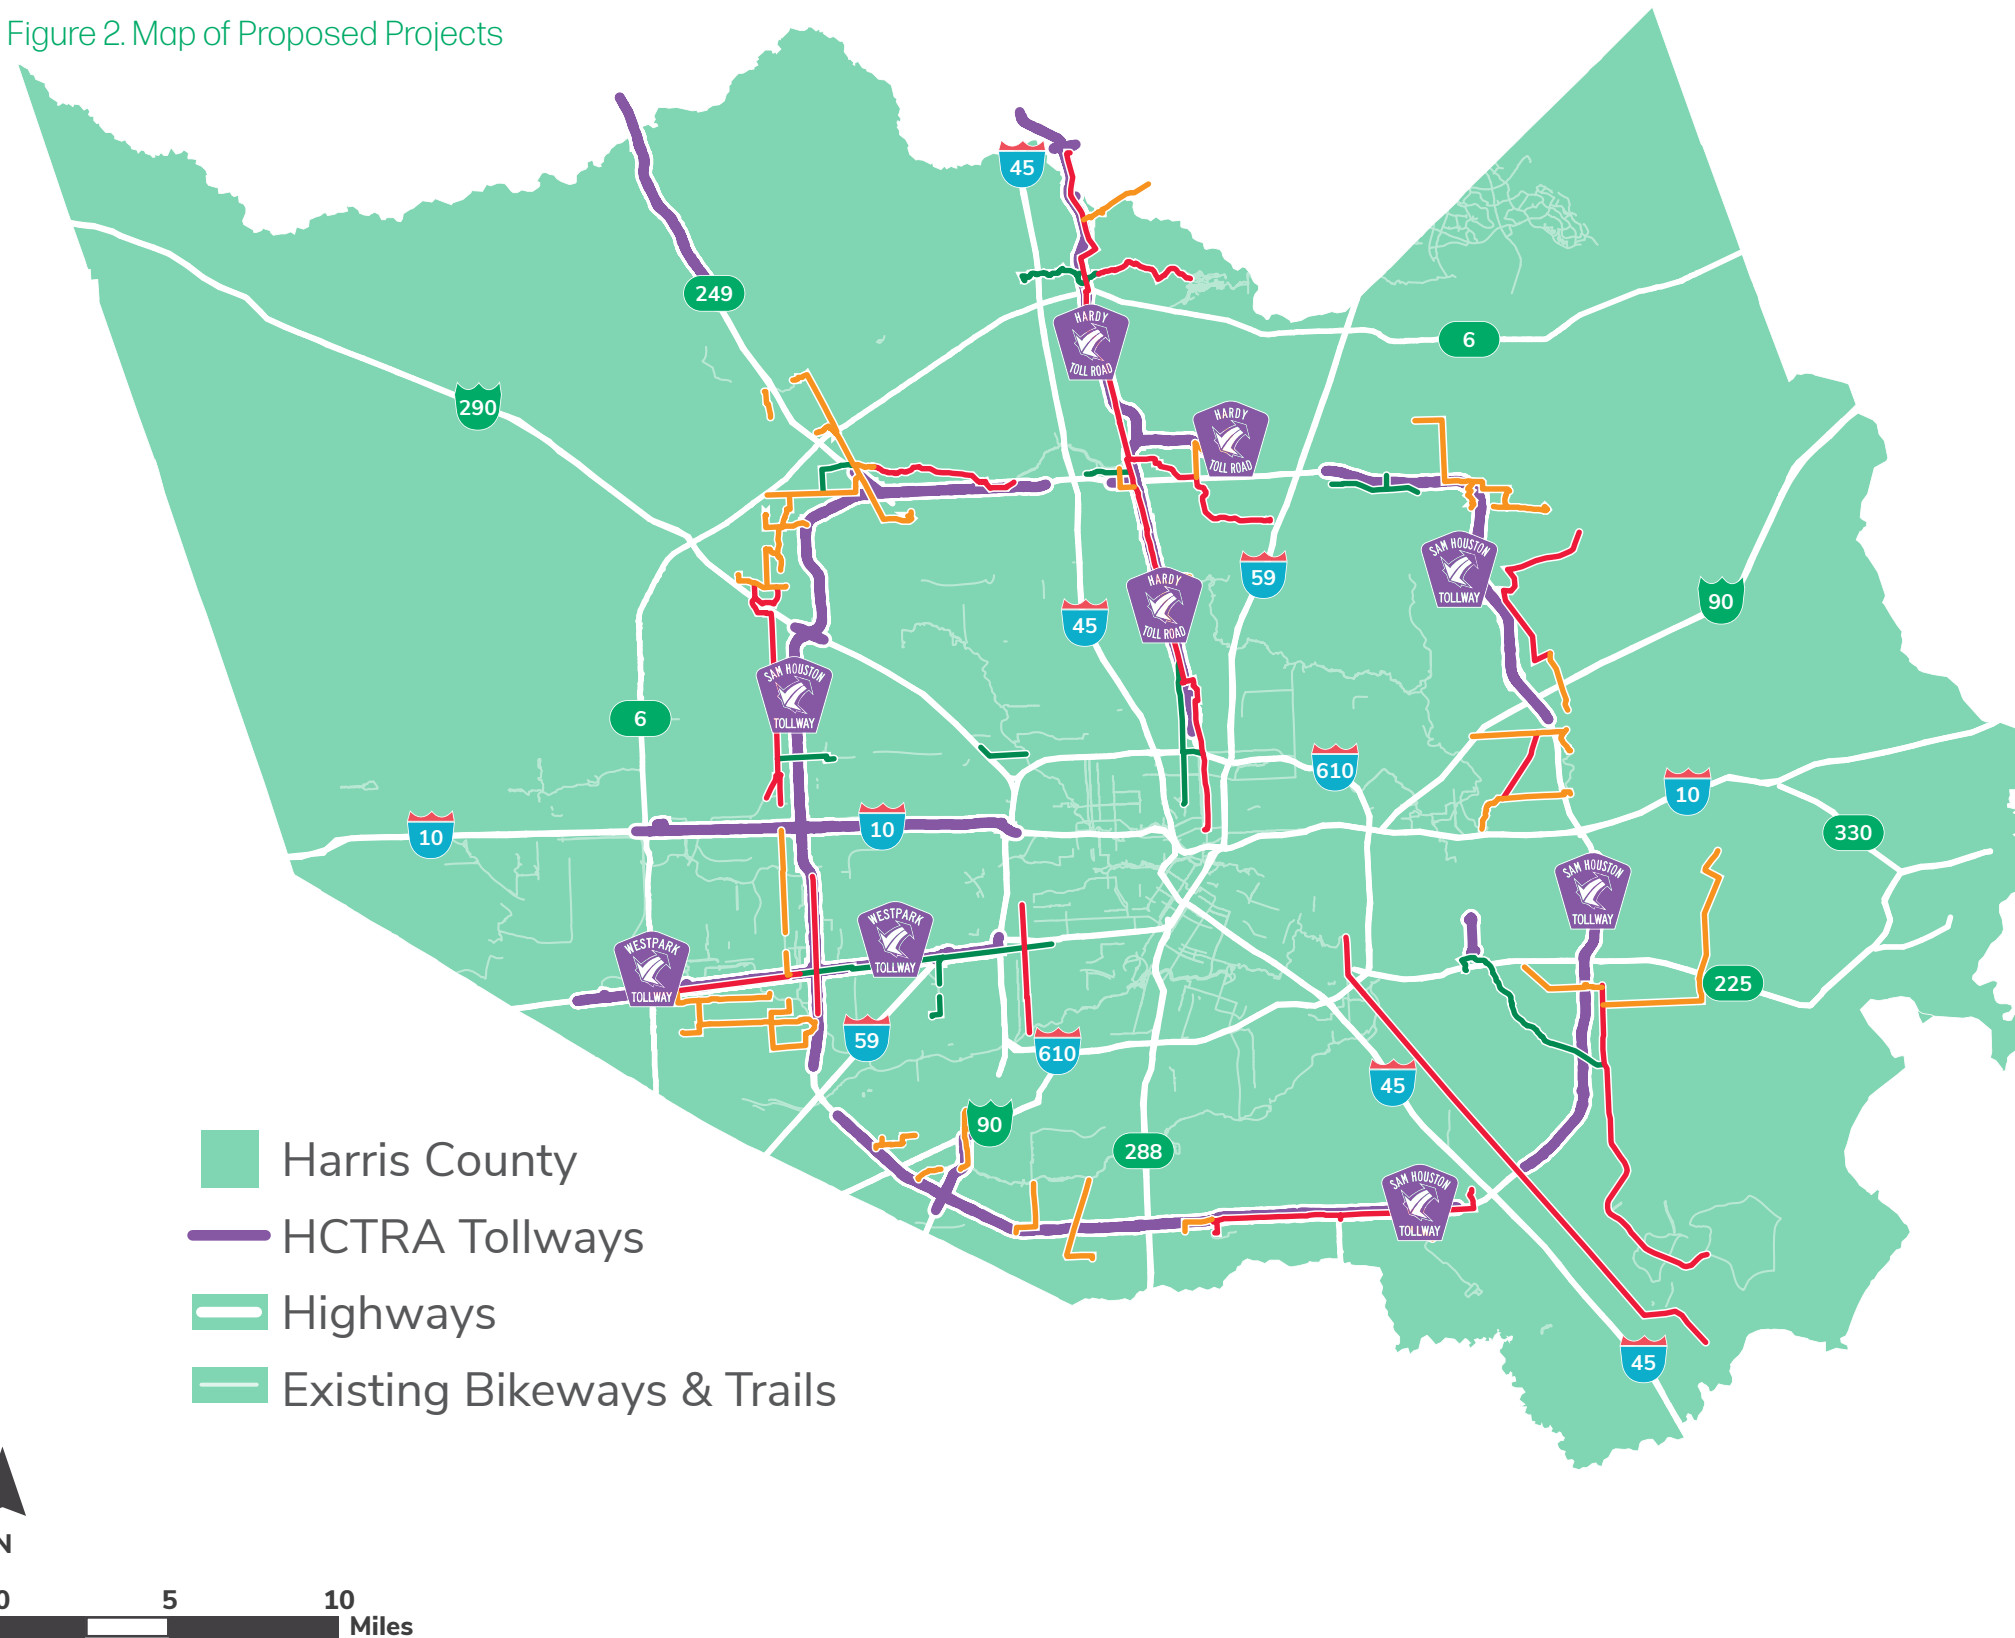 Figure 2. Map of Proposed Projects
45
249
HARDY
TOLL ROAD
6
290
HARDY
TOLL ROAD
59
SAM HOUSTON
TOLLWAY
90
HARDY
TOLL ROAD
45
SAM HOUSTON
TOLLWAY
6
610
10
10
10
330
SAM HOUSTON
TOLLWAY
WESTPARK
TOLLWAY
WESTPARK
TOLLWAY
225
59
610
45
90
288
SAM HOUSTON
TOLLWAY
45
Harris County
HCTRA Tollways
Highways
Existing Bikeways & Trails
N
0 5 10
Miles